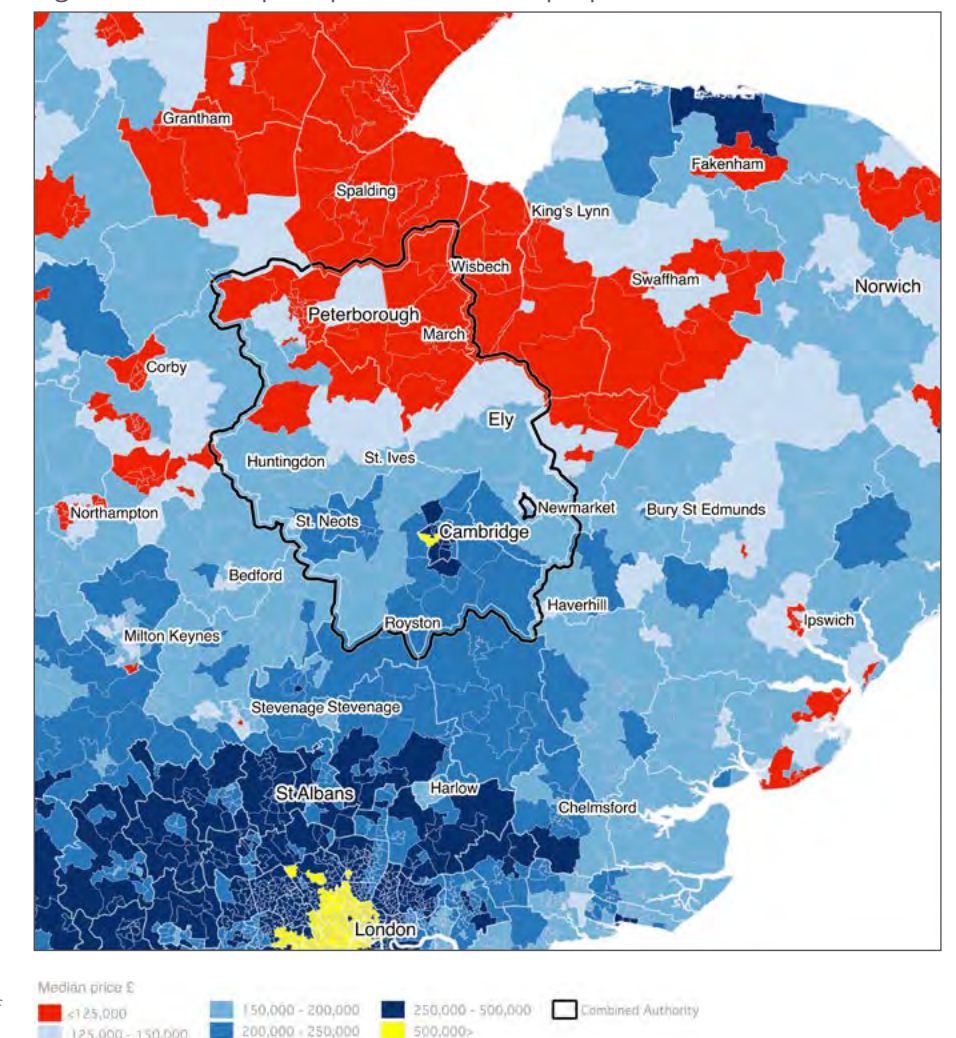 Grantham
Fakenham
Spalding
King's Lynn
Wisbech
Swaffham
Norwich
Peterborough
March
Corby
Ely
Huntingdon
St. Ives
Northampton
St. Neots
Cambridge
Newmarket
Bury St Edmunds
Bedford
Haverhill
Royston
Ipswich
Milton Keynes
Stevenage Stevenage
St Albans
Harlow
Chelmsford
London
Median price £
<125,000
150,000 - 200,000
250,000 - 500,000
Combined Authority
125,000 - 150,000
200,000 - 250,000
500,000>